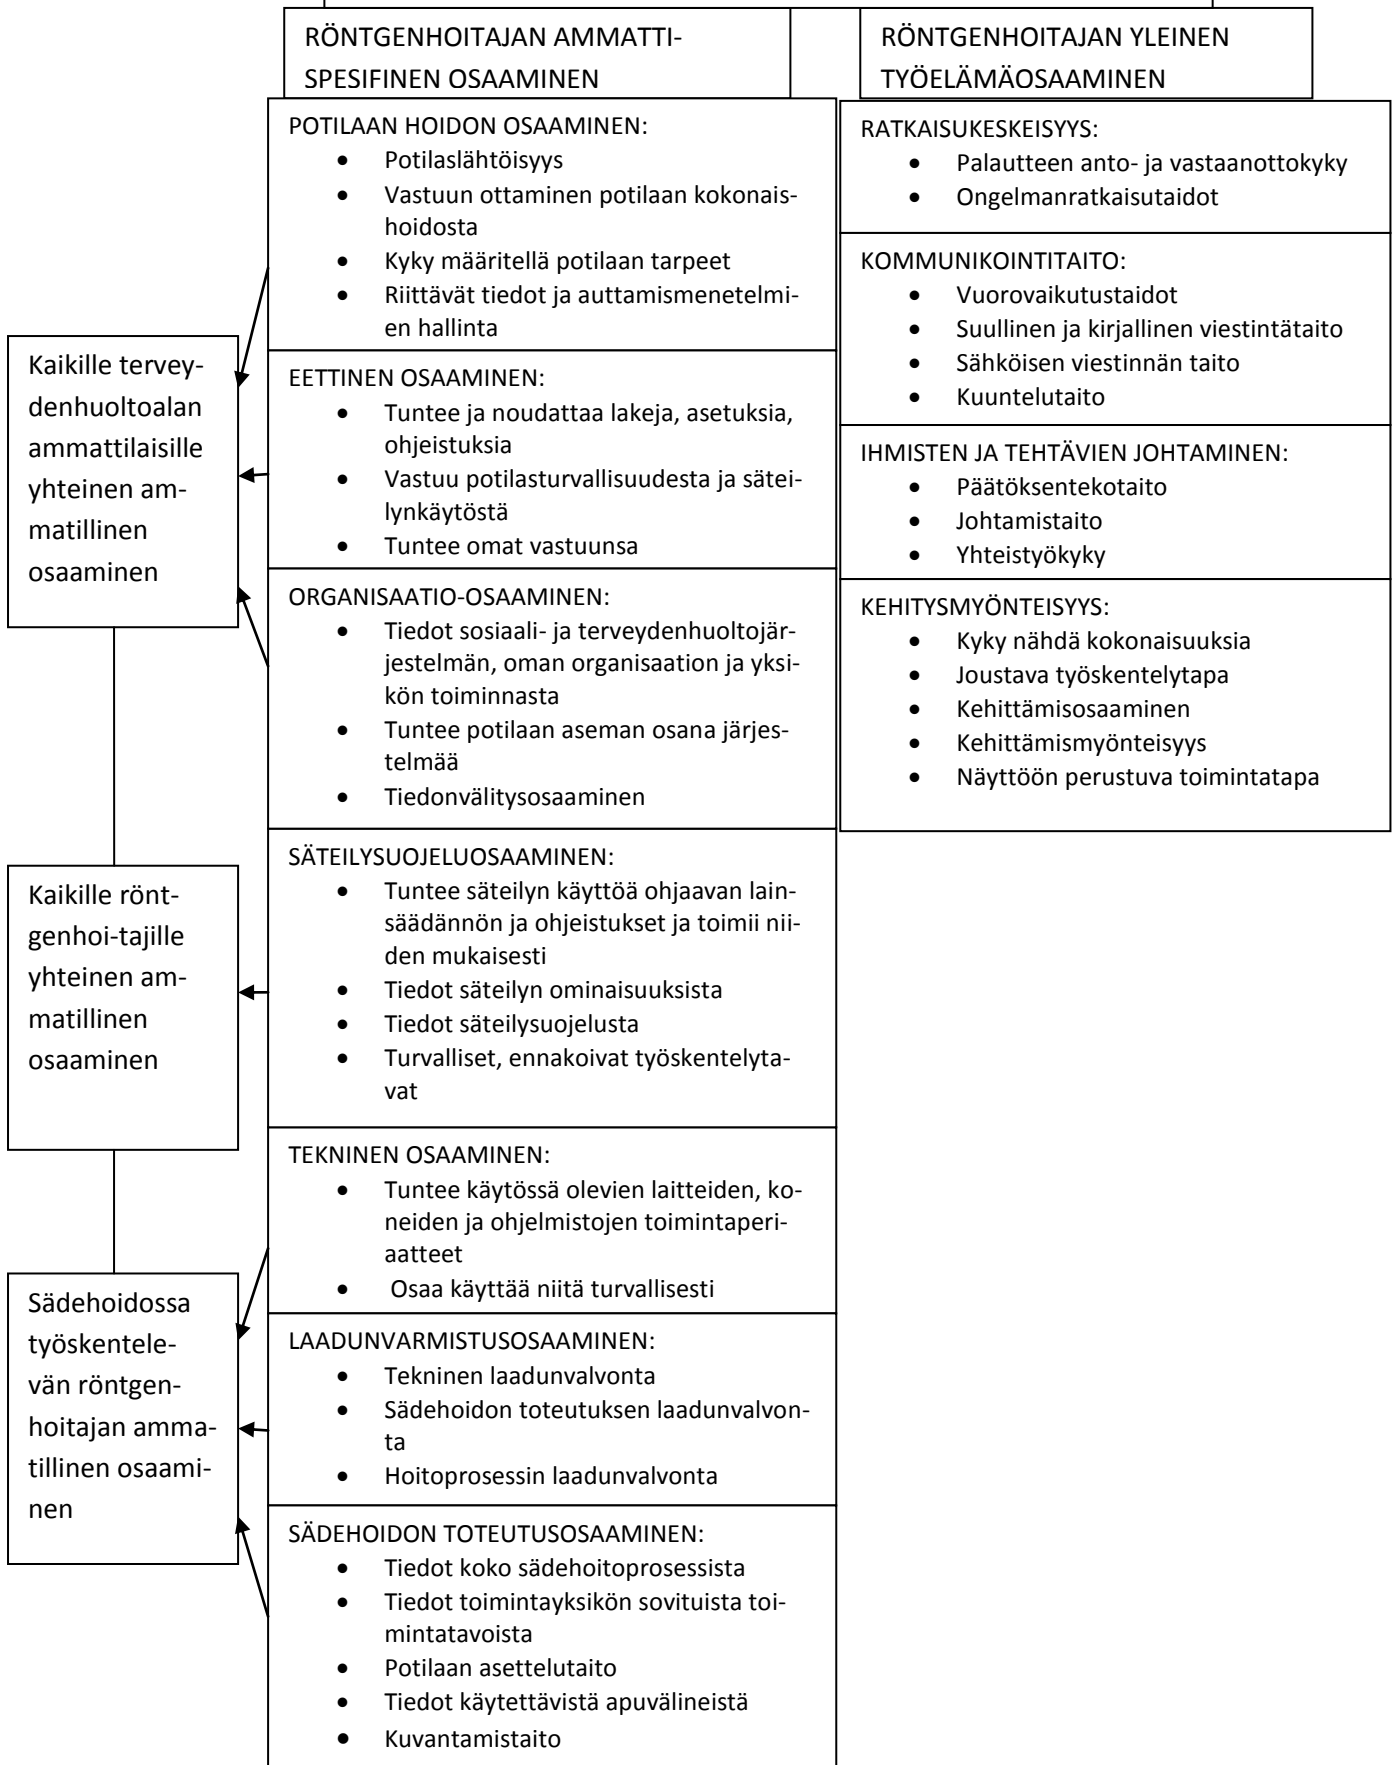 RÖNTGENHOITAJAN AMMATTI-
SPESIFINEN OSAAMINEN
RÖNTGENHOITAJAN YLEINEN
TYÖELÄMÄOSAAMINEN
Kaikille tervey-
denhuoltoalan
ammattilaisille
yhteinen am-
matillinen
osaaminen
Kaikille rönt-
genhoi-tajille
yhteinen am-
matillinen
osaaminen
Sädehoidossa
työskentele-
vän röntgen-
hoitajan amma-
tillinen osaami-
nen
POTILAAN HOIDON OSAAMINEN:
• Potilaslähtöisyys
• Vastuun ottaminen potilaan kokonais-
hoidosta
• Kyky määritellä potilaan tarpeet
• Riittävät tiedot ja auttamismenetelmi-
en hallinta
EETTINEN OSAAMINEN:
• Tuntee ja noudattaa lakeja, asetuksia,
ohjeistuksia
• Vastuu potilasturvallisuudesta ja sätei-
lynkäytöstä
• Tuntee omat vastuunsa
ORGANISAATIO-OSAAMINEN:
• Tiedot sosiaali- ja terveydenhuoltojär-
jestelmän, oman organisaation ja yksi-
kön toiminnasta
• Tuntee potilaan aseman osana järjes-
telmää
• Tiedonvälitysosaaminen
SÄTEILYSUOJELUOSAAMINEN:
• Tuntee säteilyn käyttöä ohjaavan lain-
säädännön ja ohjeistukset ja toimii nii-
den mukaisesti
• Tiedot säteilyn ominaisuuksista
• Tiedot säteilysuojelusta
• Turvalliset, ennakoivat työskentelyta-
vat
TEKNINEN OSAAMINEN:
• Tuntee käytössä olevien laitteiden, ko-
neiden ja ohjelmistojen toimintaperi-
aatteet
• Osaa käyttää niitä turvallisesti
LAADUNVARMISTUSOSAAMINEN:
• Tekninen laadunvalvonta
• Sädehoidon toteutuksen laadunvalvon-
ta
• Hoitoprosessin laadunvalvonta
SÄDEHOIDON TOTEUTUSOSAAMINEN:
• Tiedot koko sädehoitoprosessista
• Tiedot toimintayksikön sovituista toi-
mintatavoista
• Potilaan asettelutaito
• Tiedot käytettävistä apuvälineistä
• Kuvantamistaito
RATKAISUKESKEISYYS:
• Palautteen anto- ja vastaanottokyky
• Ongelmanratkaisutaidot
KOMMUNIKOINTITAITO:
• Vuorovaikutustaidot
• Suullinen ja kirjallinen viestintätaito
• Sähköisen viestinnän taito
• Kuuntelutaito
IHMISTEN JA TEHTÄVIEN JOHTAMINEN:
• Päätöksentekotaito
• Johtamistaito
• Yhteistyökyky
KEHITYSMYÖNTEISYYS:
• Kyky nähdä kokonaisuuksia
• Joustava työskentelytapa
• Kehittämisosaaminen
• Kehittämismyönteisyys
• Näyttöön perustuva toimintatapa